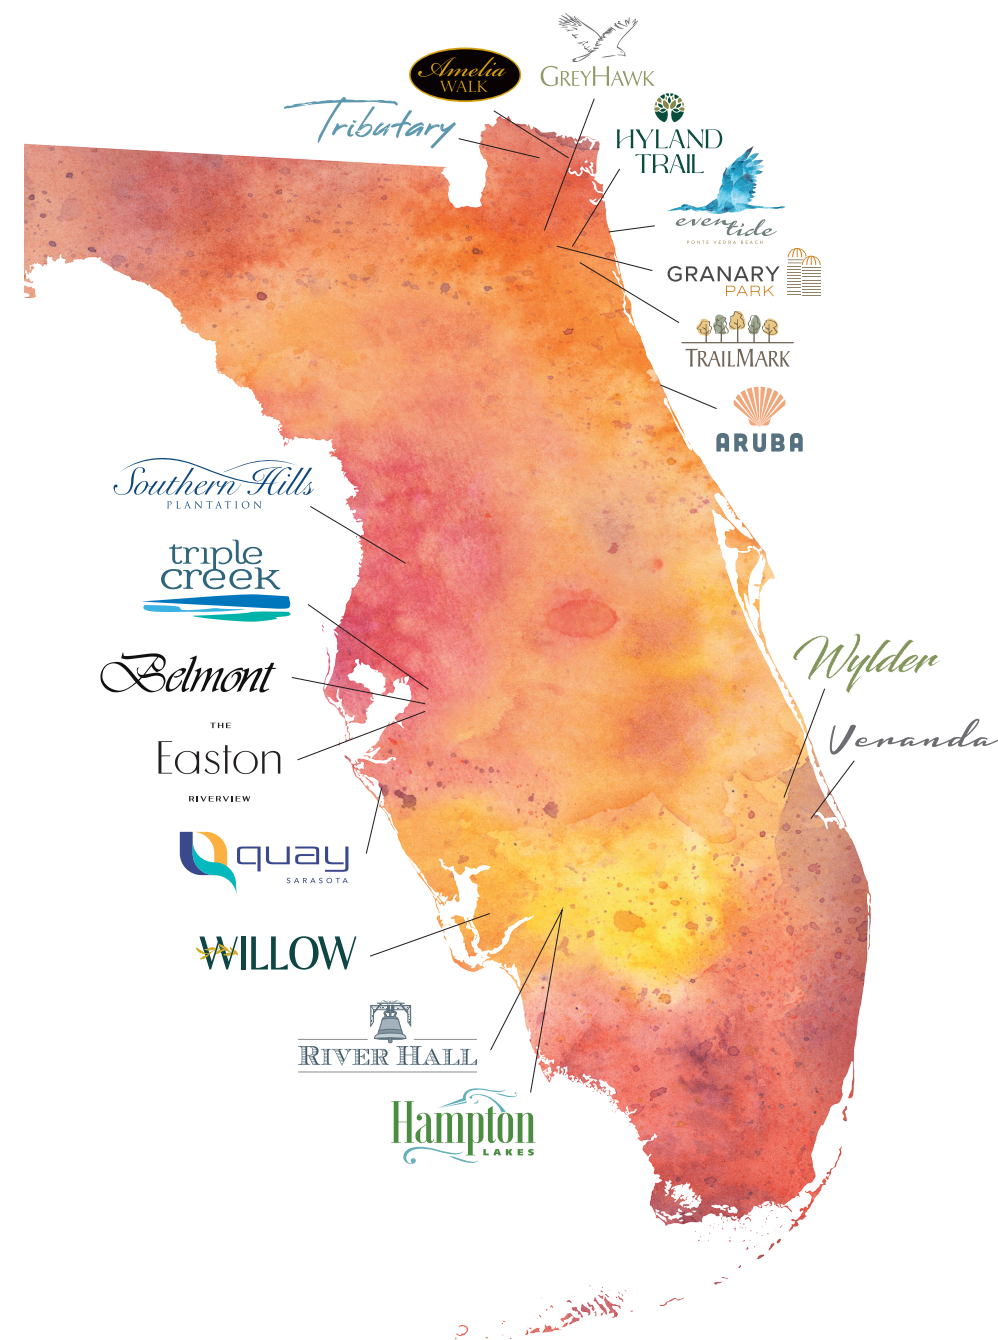 Amelia
WALK
GREYHAWK
Tributary
HYLAND
TRAIL
eventide
PONTE VEDRA BEACH
GRANARY
PARK
TRAILMARK
ARUBA
Southern Hills
PLANTATION
triple
creek
Belmont
THE
Easton
RIVERVIEW
Wylder
Veranda
quay
SARASOTA
WILLOW
RIVER HALL
Hampton
LAKES